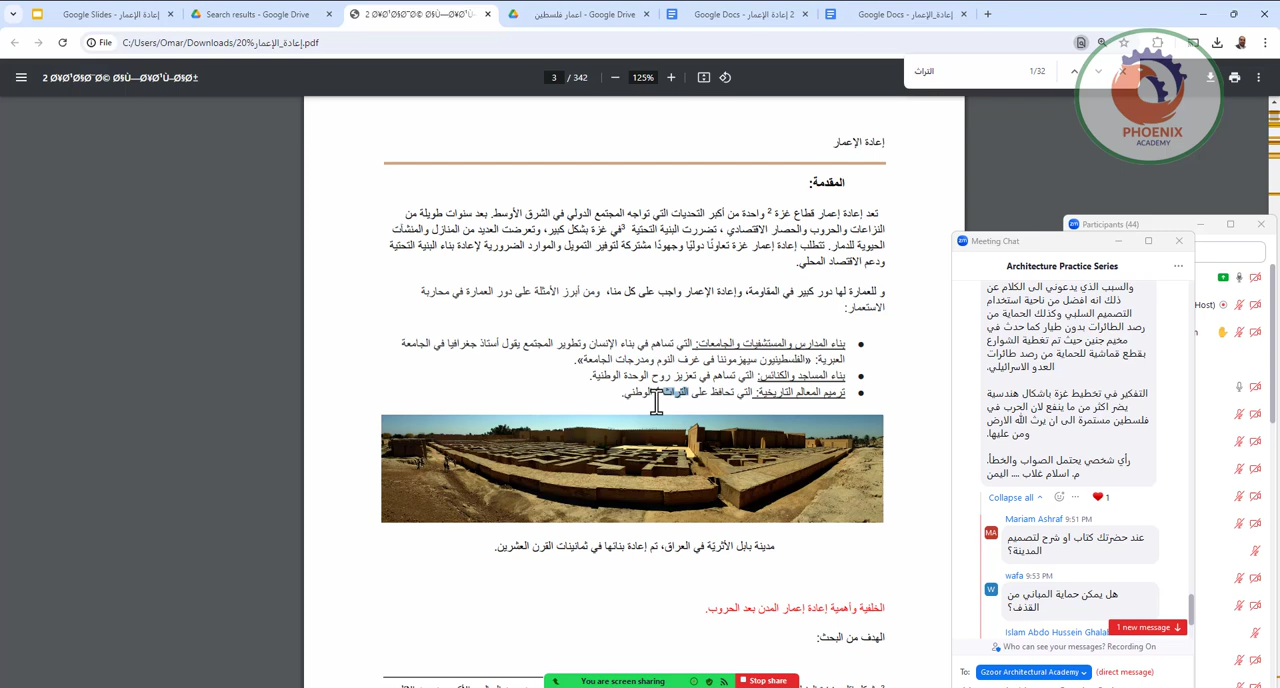 Google Slides - إعادة الإعمار
Search results - Google Drive
2 Ø¥Ø¹Ø§Ø¯Ø© Ø§Ù„Ø¥Ø¹Ù…
اعمار فلسطين - Google Drive
Google Docs - إعادة الإعمار 2
Google Docs - إعادة_الإعمار
File
C:/Users/Omar/Downloads/20%إعادة_الإعمار.pdf
3 / 342
125%
التراث
1/32
PHOENIX
ACADEMY
إعادة الإعمار
المقدمة:
تعد إعادة إعمار قطاع غزة 2 واحدة من أكبر التحديات التي تواجه المجتمع الدولي في الشرق الأوسط. بعد سنوات طويلة من
النزاعات والحروب والحصار الاقتصادي ، تضررت البنية التحتية 3في غزة بشكل كبير، وتعرضت العديد من المنازل والمنشآت
الحيوية للدمار. تتطلب إعادة إعمار غزة تعاونًا دوليًا وجهودًا مشتركة لتوفير التمويل والموارد الضرورية لإعادة بناء البنية التحتية
ودعم الاقتصاد المحلي.
و للعمارة لها دور كبير في المقاومة، وإعادة الإعمار واجب على كل منا، ومن أبرز الأمثلة على دور العمارة في محاربة
الاستعمار:
● بناء المدارس والمستشفيات والجامعات: التي تساهم في بناء الإنسان وتطوير المجتمع يقول أستاذ جغرافيا في الجامعة
العبرية: «الفلسطينيون سيهزموننا في غرف النوم ومدرجات الجامعة».
● بناء المساجد والكنائس: التي تساهم في تعزيز روح الوحدة الوطنية.
● ترميم المعالم التاريخية: التي تحافظ على التراث الوطني.
مدينة بابل الأثريّة في العراق، تم إعادة بنائها في ثمانينات القرن العشرين.
الخلفية وأهمية إعادة إعمار المدن بعد الحروب.
الهدف من البحث:
You are screen sharing
Stop share
Participants (44)
Host)
Meeting Chat
Architecture Practice Series
والسبب الذي يدعوني الى الكلام عن
ذلك انه افضل من ناحية استخدام
التصميم السلبي وكذلك الحماية من
رصد الطائرات بدون طيار كما حدث في
مخيم جنين حيث تم تغطية الشوارع
بقطع قماشية للحماية من رصد طائرات
العدو الاسرائيلي.
التفكير في تخطيط غزة باشكال هندسية
يضر اكثر من ما ينفع لان الحرب في
فلسطين مستمرة الى ان يرث الله الارض
ومن عليها.
رأي شخصي يحتمل الصواب والخطأ.
م. اسلام غلاب .... اليمن
Collapse all
1
Mariam Ashraf 9:51 PM
MA
عند حضرتك كتاب او شرح لتصميم
المدينة؟
wafa 9:53 PM
W
هل يمكن حماية المباني من
القذف؟
Islam Abdo Hussein Ghalab
1 new message
Who can see your messages? Recording On
To: Gzoor Architectural Academy (direct message)